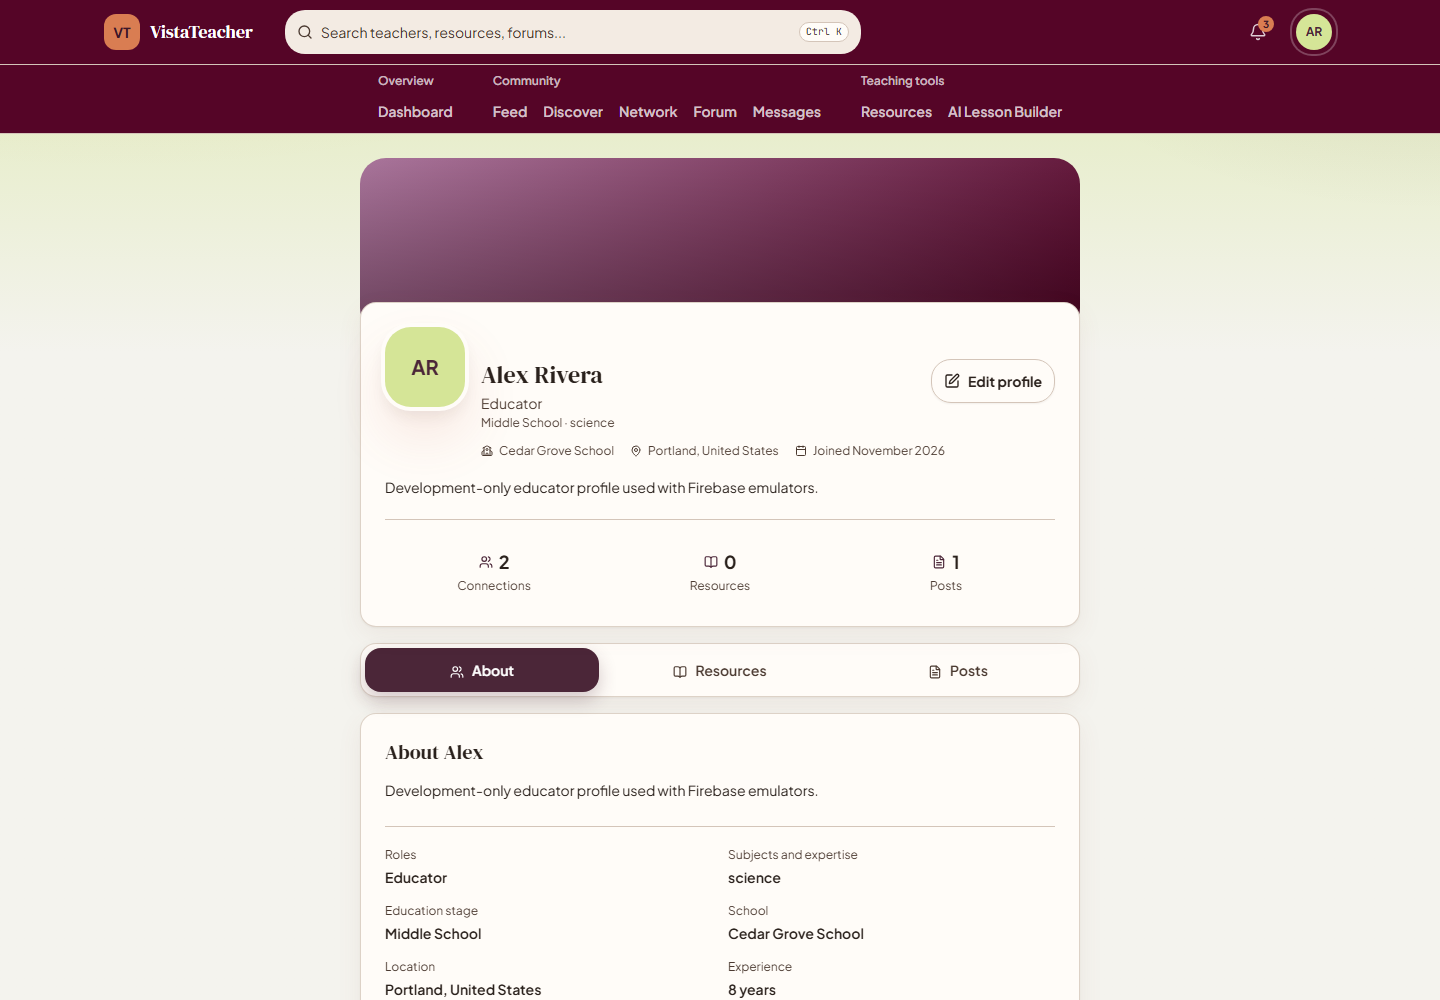 VT VistaTeacher Search teachers, resources, forums... Ctrl K 3 AR
Overview Community Teaching tools
Dashboard Feed Discover Network Forum Messages Resources AI Lesson Builder
AR
Alex Rivera
Edit profile
Educator
Middle School · science
Cedar Grove School Portland, United States Joined November 2026
Development-only educator profile used with Firebase emulators.
2 0 1
Connections Resources Posts
About Resources Posts
About Alex
Development-only educator profile used with Firebase emulators.
Roles Subjects and expertise
Educator science
Education stage School
Middle School Cedar Grove School
Location Experience
Portland, United States 8 years